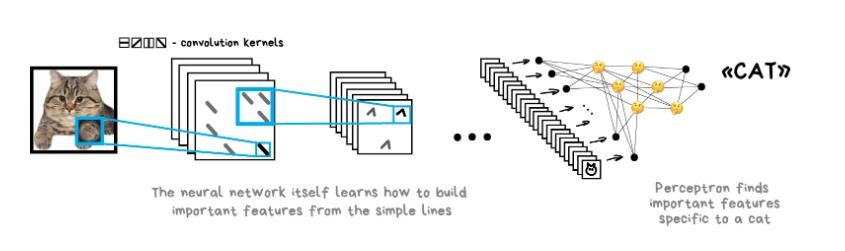 - convolution kernels
«CAT»
The neural network itself learns how to build
important features from the simple lines
Perceptron finds
important features
specific to a cat